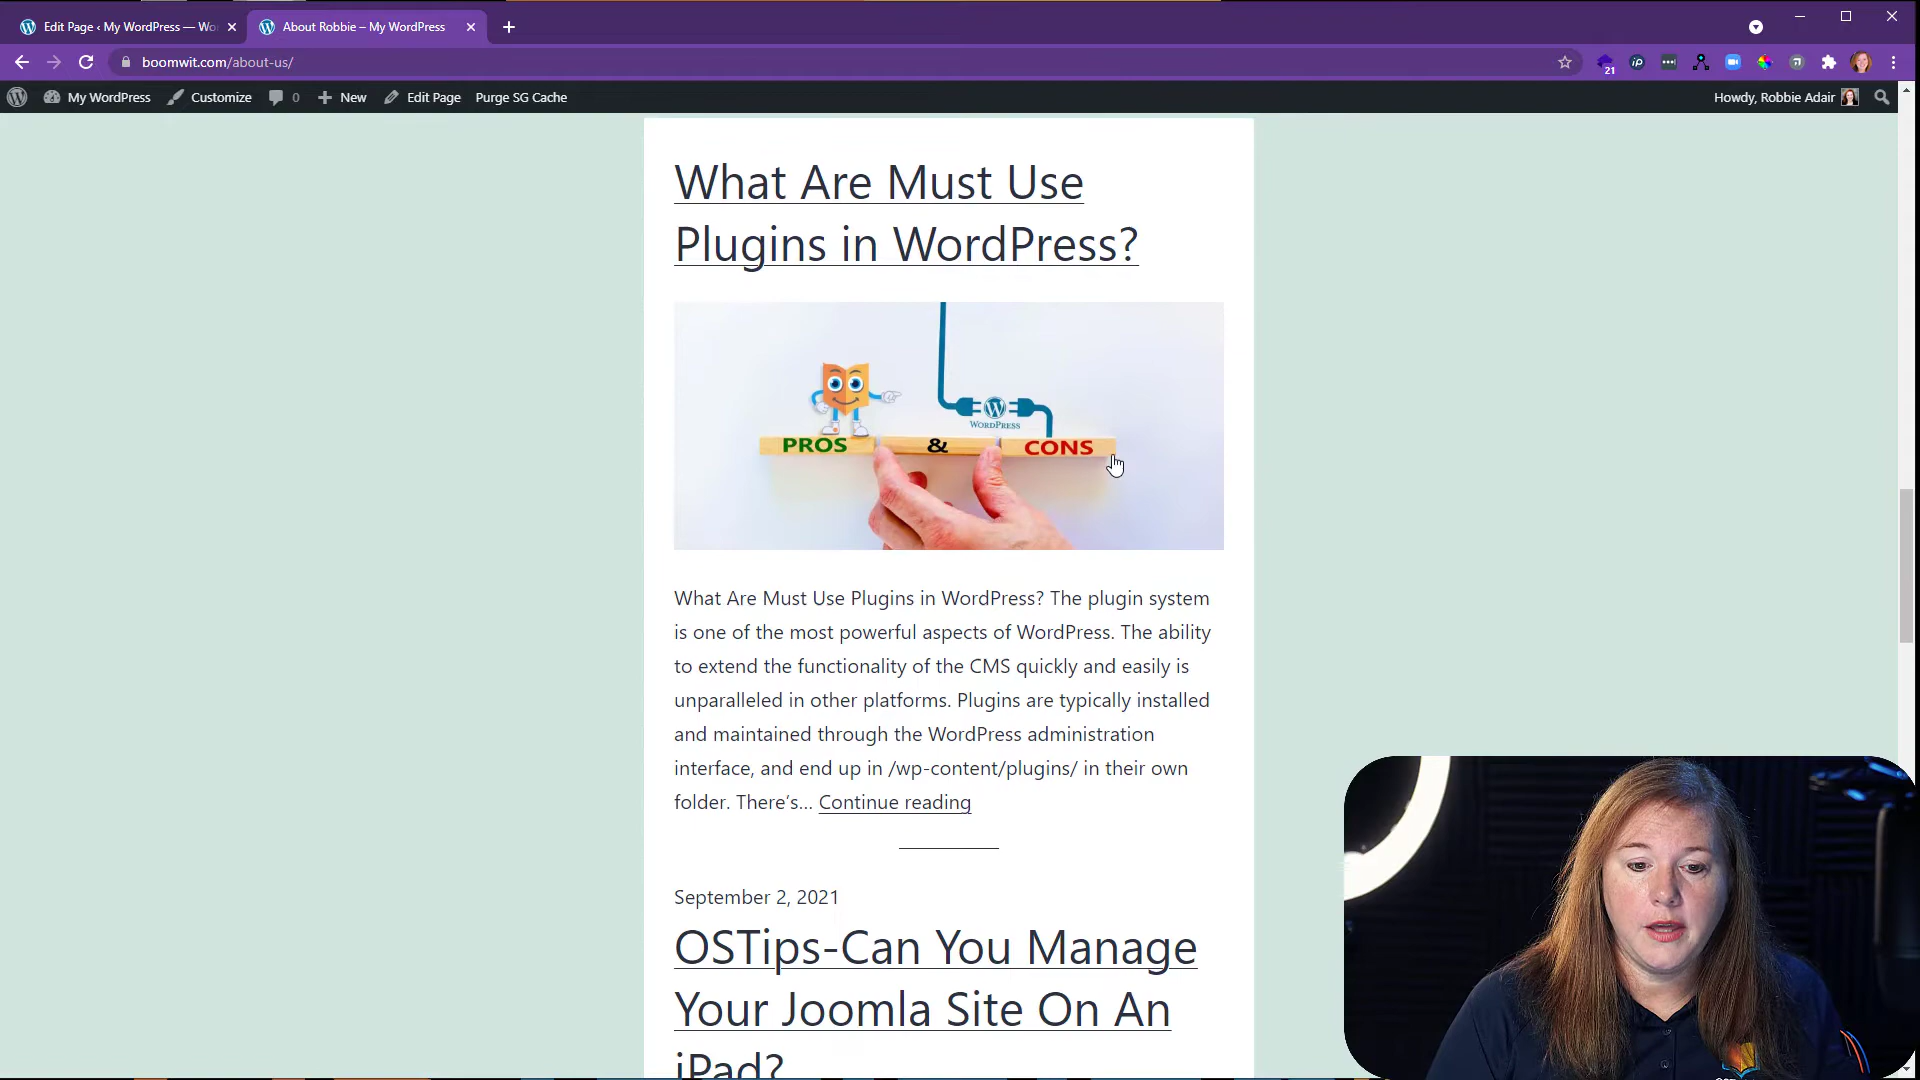 Edit Page ‹ My WordPress — Wo
About Robbie – My WordPress
boomwit.com/about-us/
21
My WordPress
Customize
0
New
Edit Page
Purge SG Cache
Howdy, Robbie Adair
What Are Must Use
Plugins in WordPress?
WORDPRESS
PROS & CONS
What Are Must Use Plugins in WordPress? The plugin system
is one of the most powerful aspects of WordPress. The ability
to extend the functionality of the CMS quickly and easily is
unparalleled in other platforms. Plugins are typically installed
and maintained through the WordPress administration
interface, and end up in /wp-content/plugins/ in their own
folder. There’s… Continue reading
September 2, 2021
OSTips-Can You Manage
Your Joomla Site On An
iPad?